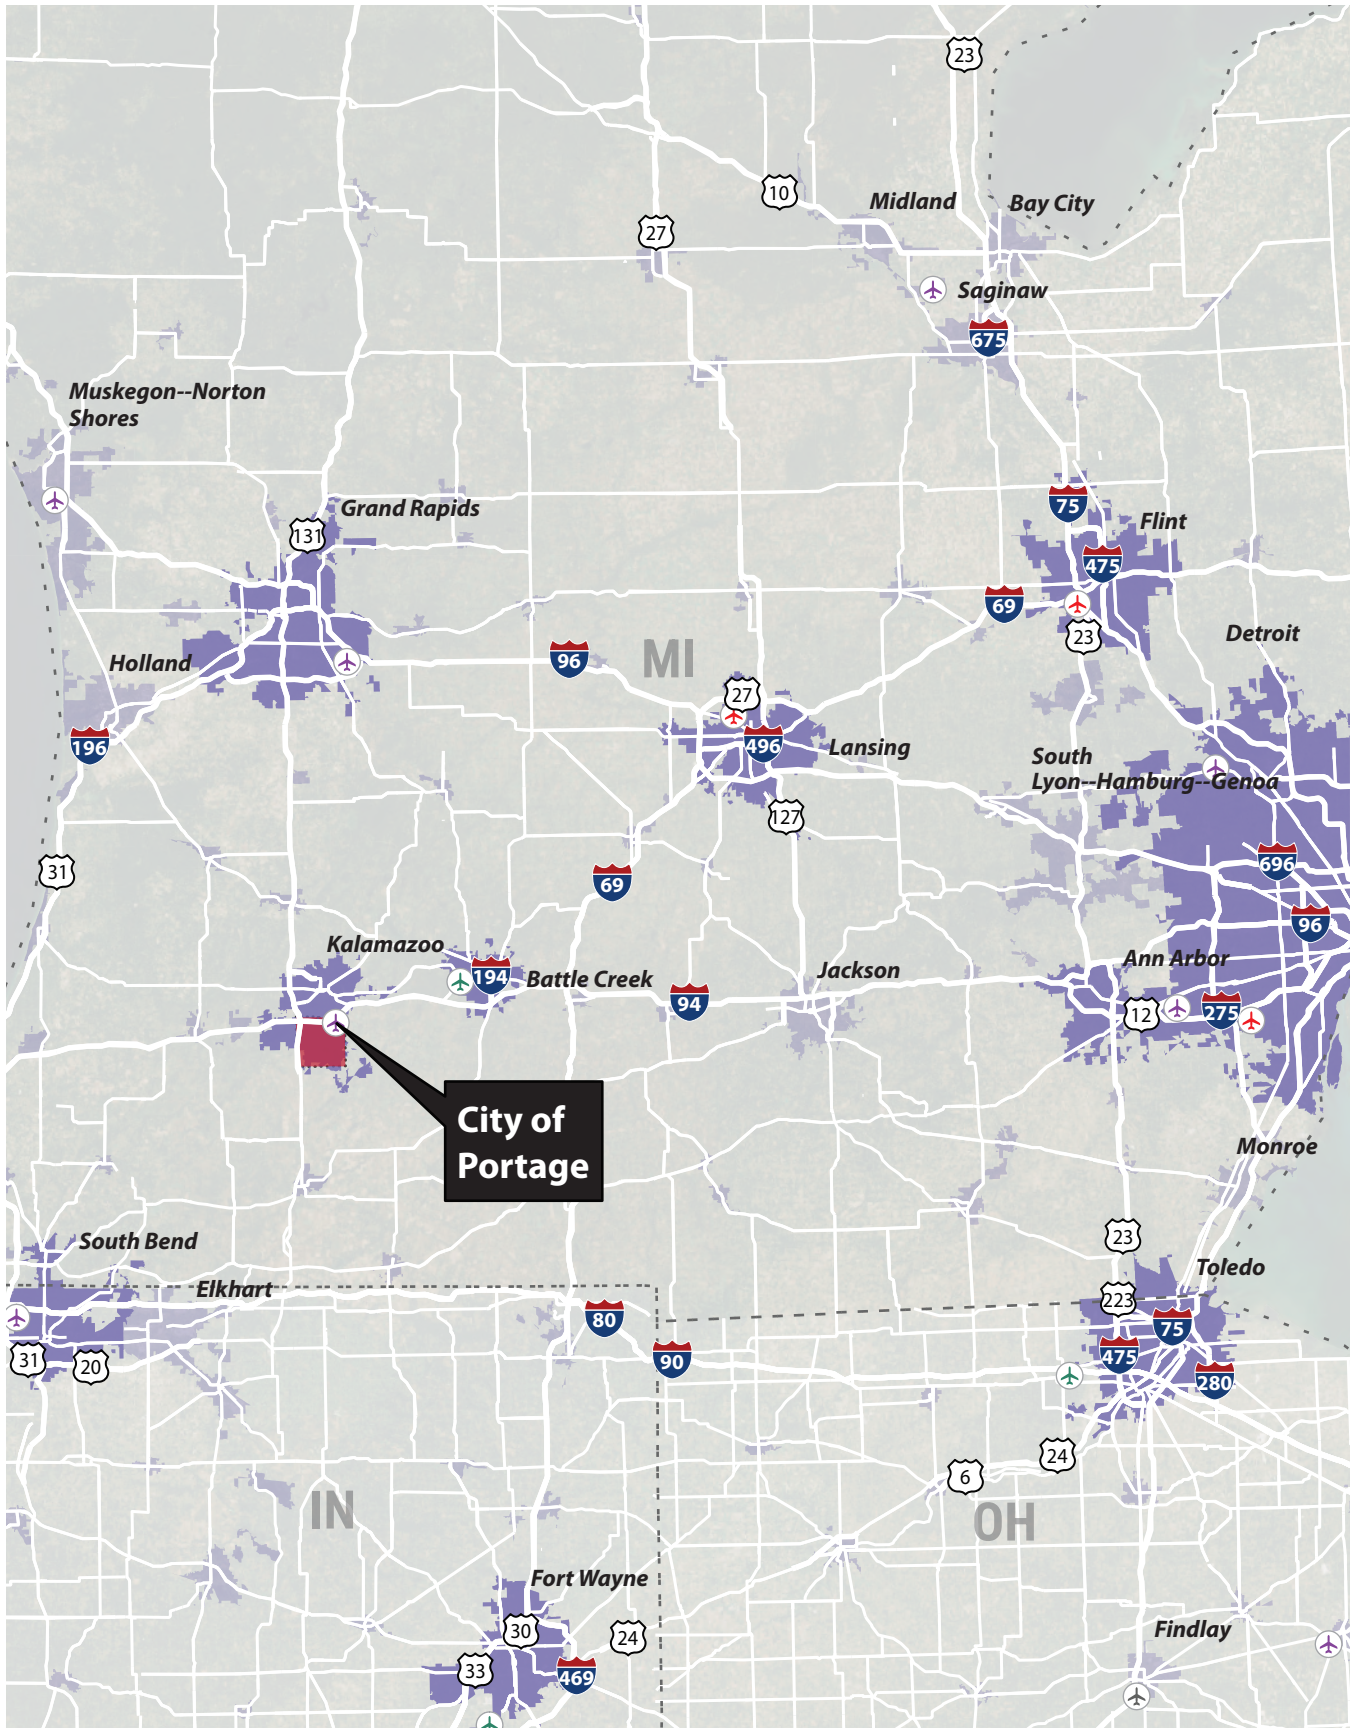 23
10
Midland
Bay City
27
Saginaw
675
Muskegon--Norton
Shores
75
Grand Rapids
131
Flint
475
69
23
Detroit
Holland
96
MI
27
196
496
Lansing
South
Lyon--Hamburg--Genoa
127
31
69
696
96
Kalamazoo
194
Battle Creek
Jackson
Ann Arbor
94
12
275
City of
Portage
Monroe
South Bend
23
Elkhart
Toledo
223
80
75
31
20
90
475
280
24
6
IN
OH
Fort Wayne
30
24
Findlay
33
469